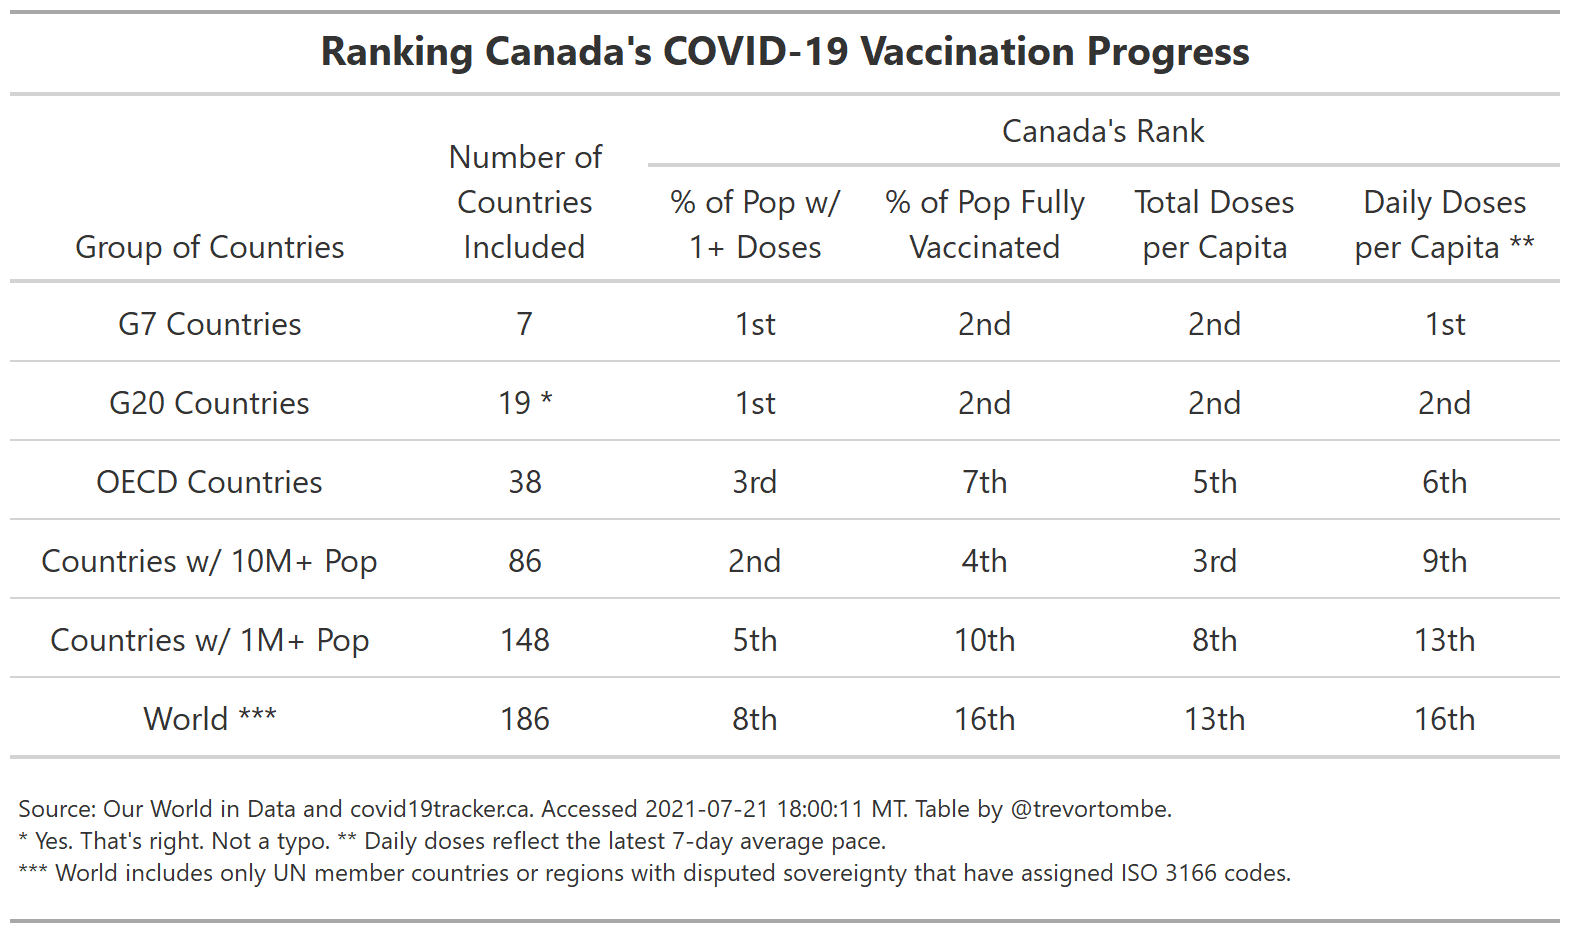 Ranking Canada's COVID-19 Vaccination Progress
Canada's Rank
Group of Countries Number of Countries Included % of Pop w/ 1+ Doses % of Pop Fully Vaccinated Total Doses per Capita Daily Doses per Capita **
G7 Countries 7 1st 2nd 2nd 1st
G20 Countries 19 * 1st 2nd 2nd 2nd
OECD Countries 38 3rd 7th 5th 6th
Countries w/ 10M+ Pop 86 2nd 4th 3rd 9th
Countries w/ 1M+ Pop 148 5th 10th 8th 13th
World *** 186 8th 16th 13th 16th
Source: Our World in Data and covid19tracker.ca. Accessed 2021-07-21 18:00:11 MT. Table by @trevortombe.
* Yes. That's right. Not a typo. ** Daily doses reflect the latest 7-day average pace.
*** World includes only UN member countries or regions with disputed sovereignty that have assigned ISO 3166 codes.